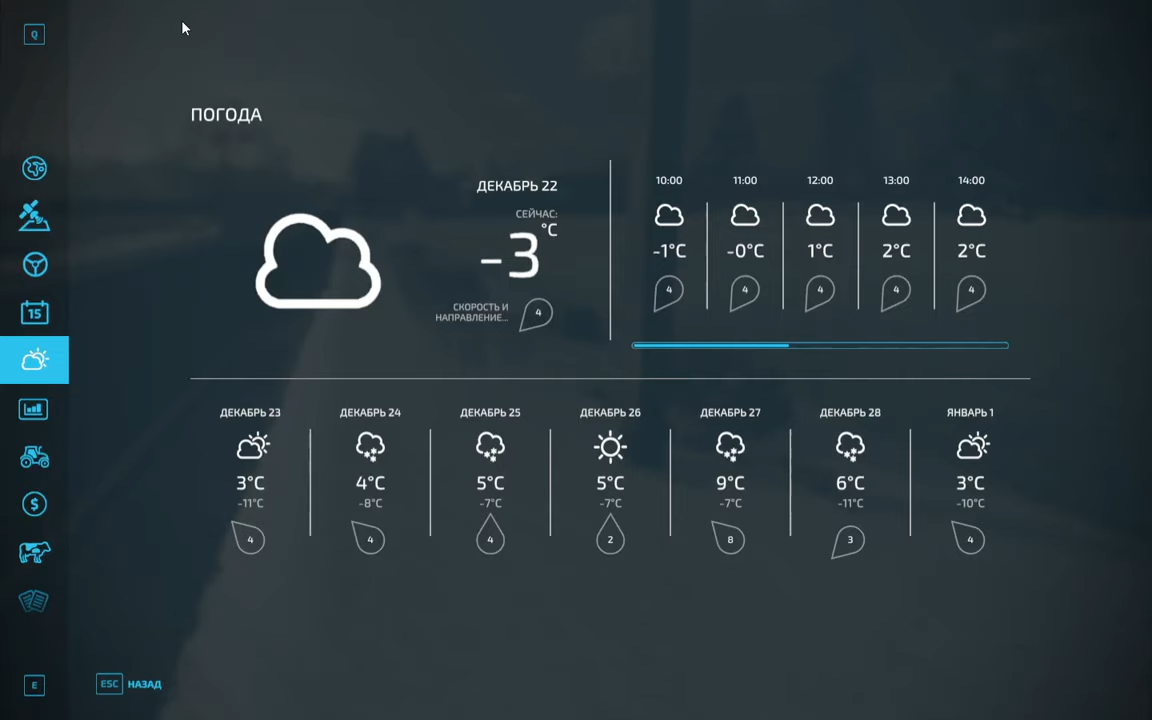 Q
ПОГОДА
ДЕКАБРЬ 22
СЕЙЧАС:
-3 °C
СКОРОСТЬ И
НАПРАВЛЕНИЕ...
4
10:00 11:00 12:00 13:00 14:00
-1°C -0°C 1°C 2°C 2°C
4 4 4 4 4
15
ДЕКАБРЬ 23 ДЕКАБРЬ 24 ДЕКАБРЬ 25 ДЕКАБРЬ 26 ДЕКАБРЬ 27 ДЕКАБРЬ 28 ЯНВАРЬ 1
3°C 4°C 5°C 5°C 9°C 6°C 3°C
-11°C -8°C -7°C -7°C -7°C -11°C -10°C
4 4 4 2 8 3 4
$
E
ESC НАЗАД